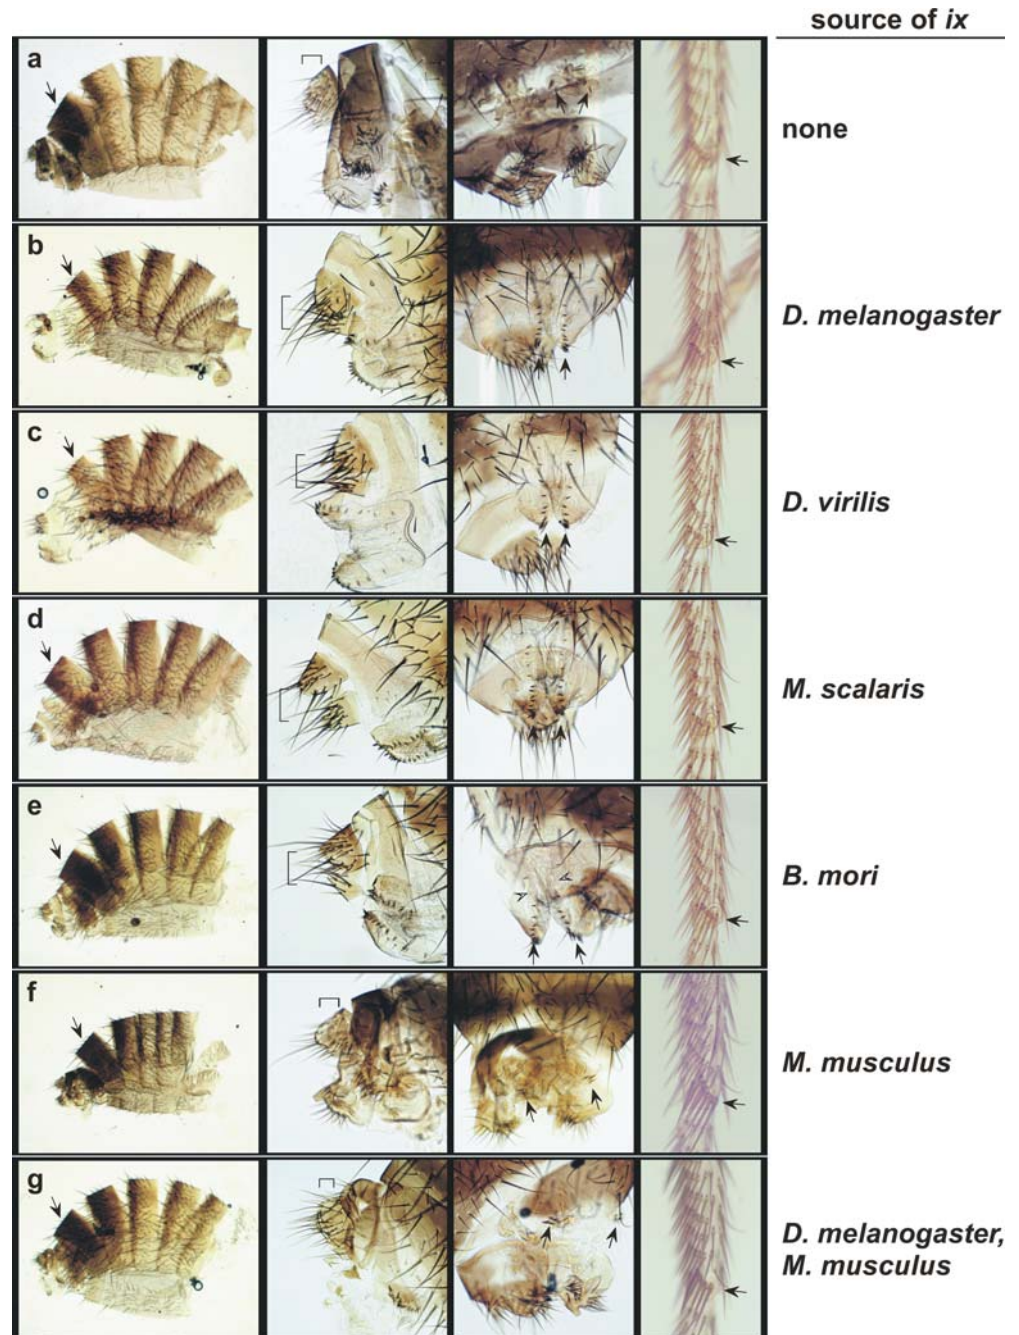 source of ix
a
none
b
D. melanogaster
c
D. virilis
d
M. scalaris
e
B. mori
f
M. musculus
g
D. melanogaster,
M. musculus